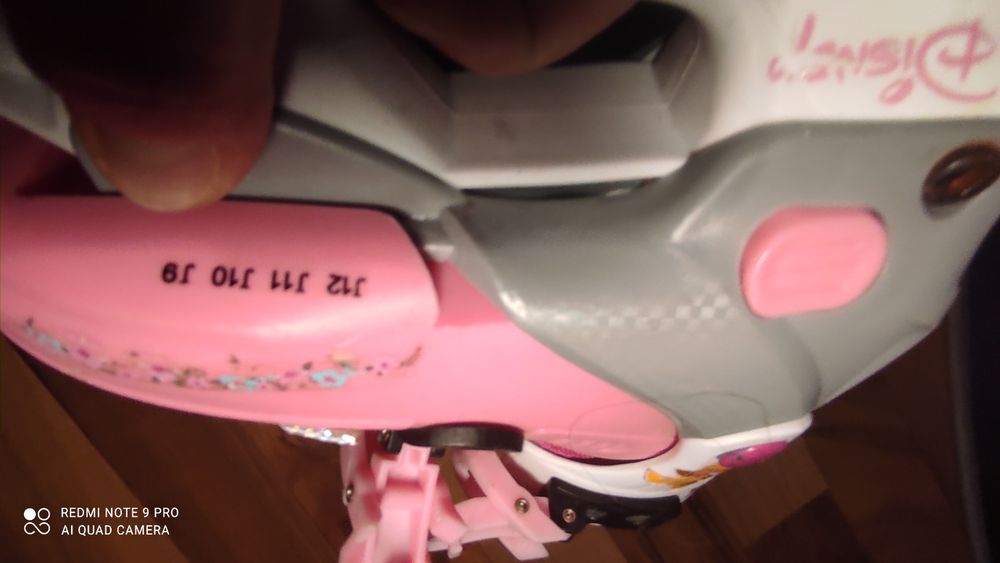 J12 J11 J10 J9
Disney
REDMI NOTE 9 PRO
AI QUAD CAMERA